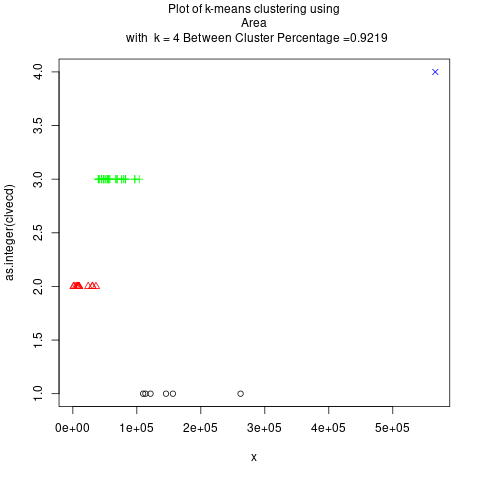 Plot of k-means clustering using
Area
with k = 4 Between Cluster Percentage =0.9219
as.integer(clvecd)
4.0
3.5
3.0
2.5
2.0
1.5
1.0
0e+00 1e+05 2e+05 3e+05 4e+05 5e+05
x